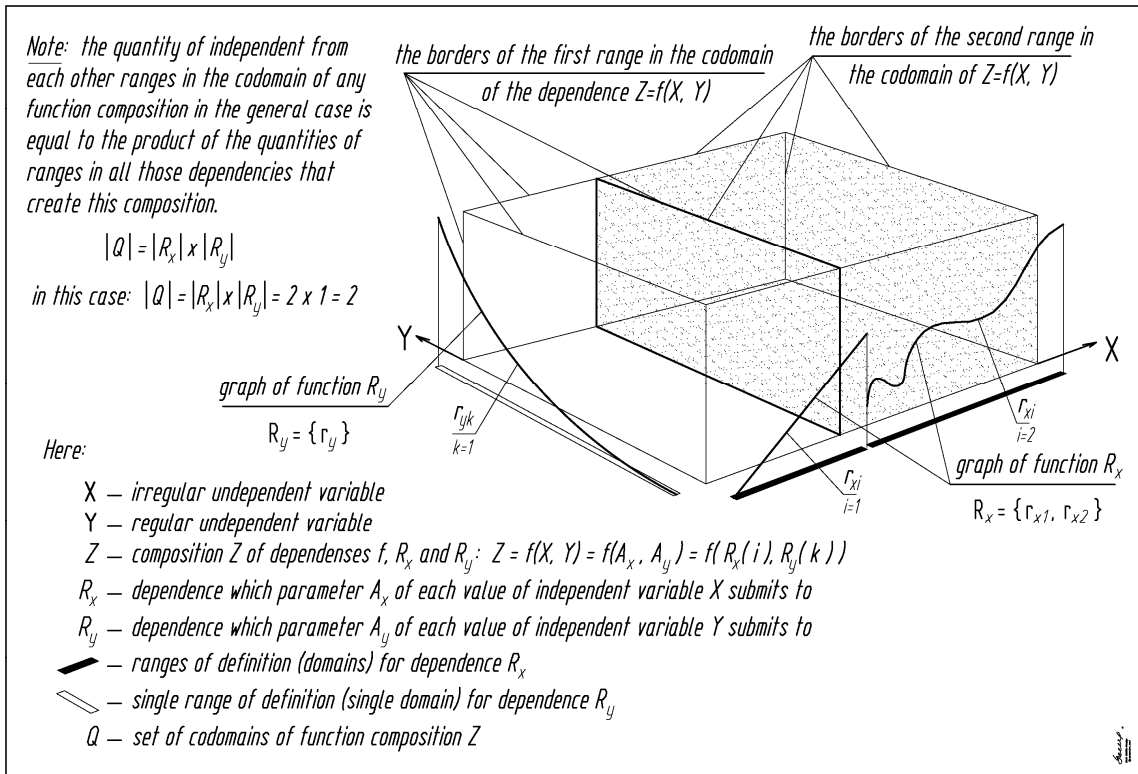 Note: the quantity of independent from
each other ranges in the codomain of any
function composition in the general case is
equal to the product of the quantities of
ranges in all those dependencies that
create this composition.
|Q| = |Rx| x |Ry|
in this case: |Q| = |Rx| x |Ry| = 2 x 1 = 2
the borders of the first range in the codomain
of the dependence Z=f(X, Y)
the borders of the second range in
the codomain of Z=f(X, Y)
Y
X
graph of function Ry
Ry = {ry}
ryk
k=1
rxi
i=1
rxi
i=2
graph of function Rx
Rx = {rx1, rx2}
Here:
X – irregular undependent variable
Y – regular undependent variable
Z – composition Z of dependenses f, Rx and Ry: Z = f(X, Y) = f(Ax, Ay) = f( Rx(i), Ry(k))
Rx – dependence which parameter Ax of each value of independent variable X submits to
Ry – dependence which parameter Ay of each value of independent variable Y submits to
– ranges of definition (domains) for dependence Rx
– single range of definition (single domain) for dependence Ry
Q – set of codomains of function composition Z